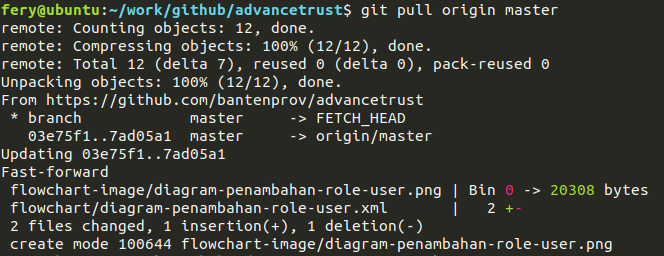 fery@ubuntu:~/work/github/advancetrust$ git pull origin master
remote: Counting objects: 12, done.
remote: Compressing objects: 100% (12/12), done.
remote: Total 12 (delta 7), reused 0 (delta 0), pack-reused 0
Unpacking objects: 100% (12/12), done.
From https://github.com/bantenprov/advancetrust
 * branch            master     -> FETCH_HEAD
   03e75f1..7ad05a1  master     -> origin/master
Updating 03e75f1..7ad05a1
Fast-forward
 flowchart-image/diagram-penambahan-role-user.png | Bin 0 -> 20308 bytes
 flowchart/diagram-penambahan-role-user.xml       |   2 +-
 2 files changed, 1 insertion(+), 1 deletion(-)
 create mode 100644 flowchart-image/diagram-penambahan-role-user.png